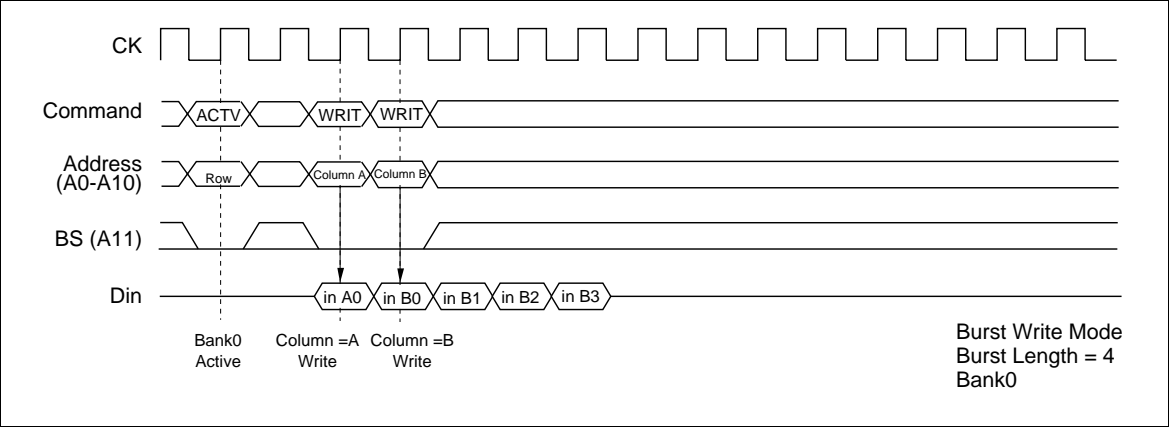 CK
Command
ACTV
WRIT
WRIT
Address
(A0-A10)
Row
Column A
Column B
BS (A11)
Din
in A0
in B0
in B1
in B2
in B3
Bank0
Active
Column =A
Write
Column =B
Write
Burst Write Mode
Burst Length = 4
Bank0